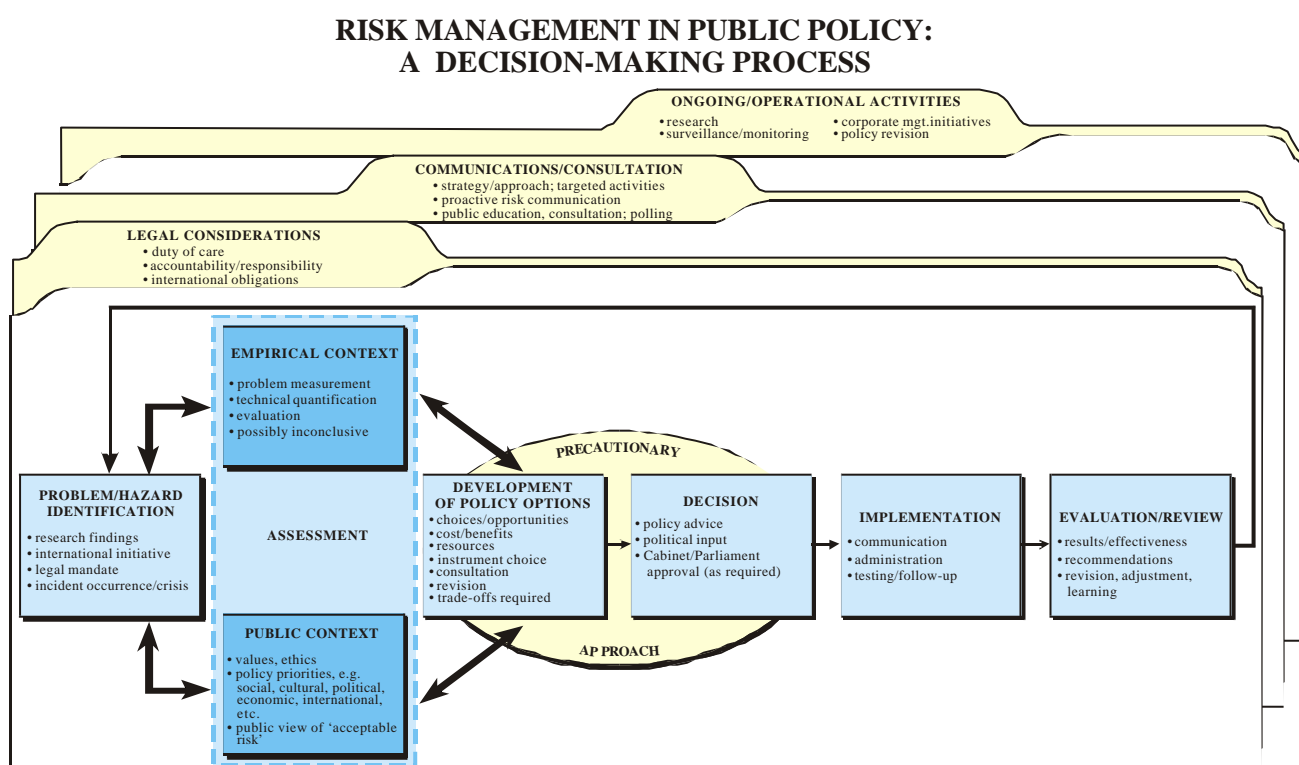 RISK MANAGEMENT IN PUBLIC POLICY:
A DECISION-MAKING PROCESS
ONGOING/OPERATIONAL ACTIVITIES
• research
• surveillance/monitoring
• corporate mgt.initiatives
• policy revision
COMMUNICATIONS/CONSULTATION
• strategy/approach; targeted activities
• proactive risk communication
• public education, consultation; polling
LEGAL CONSIDERATIONS
• duty of care
• accountability/responsibility
• international obligations
PROBLEM/HAZARD
IDENTIFICATION
• research findings
• international initiative
• legal mandate
• incident occurrence/crisis
EMPIRICAL CONTEXT
• problem measurement
• technical quantification
• evaluation
• possibly inconclusive
ASSESSMENT
PUBLIC CONTEXT
• values, ethics
• policy priorities, e.g.
social, cultural, political,
economic, international,
etc.
• public view of ‘acceptable
risk’
PRECAUTIONARY
DEVELOPMENT
OF POLICY OPTIONS
• choices/opportunities
• cost/benefits
• resources
• instrument choice
• consultation
• revision
• trade-offs required
DECISION
• policy advice
• political input
• Cabinet/Parliament
approval (as required)
AP PROACH
IMPLEMENTATION
• communication
• administration
• testing/follow-up
EVALUATION/REVIEW
• results/effectiveness
• recommendations
• revision, adjustment,
learning